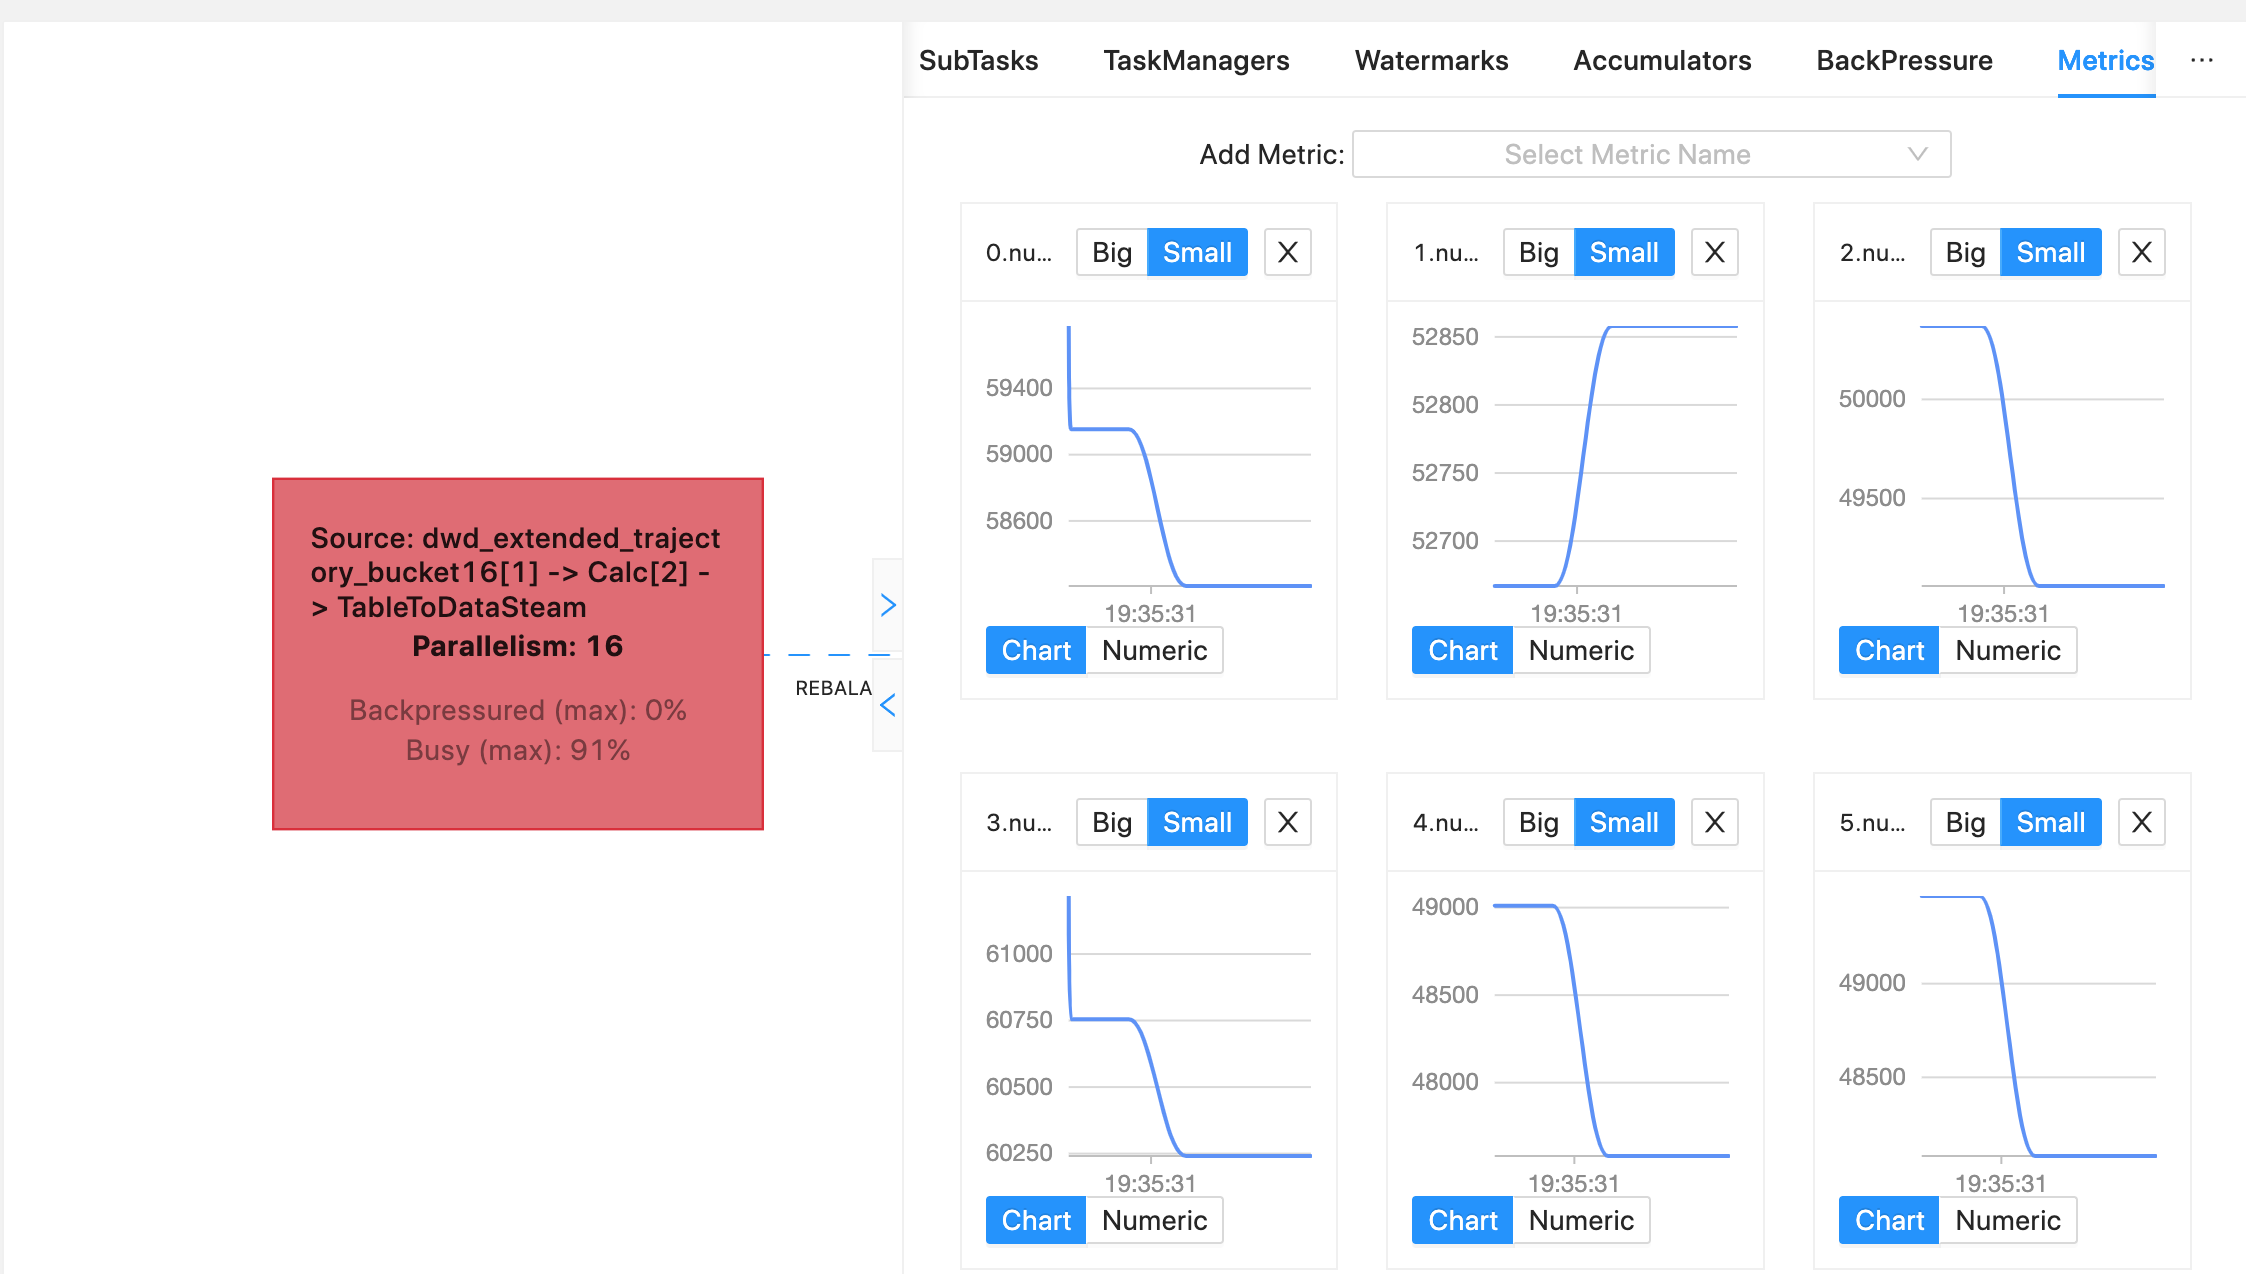 SubTasks TaskManagers Watermarks Accumulators BackPressure Metrics ...
Add Metric: Select Metric Name
0.nu... Big Small X
59400
59000
58600
19:35:31
Chart Numeric
1.nu... Big Small X
52850
52800
52750
52700
19:35:31
Chart Numeric
2.nu... Big Small X
50000
49500
19:35:31
Chart Numeric
Source: dwd_extended_traject
ory_bucket16[1] -> Calc[2] -
> TableToDataSteam
Parallelism: 16
Backpressured (max): 0%
Busy (max): 91%
REBALA
3.nu... Big Small X
61000
60750
60500
60250
19:35:31
Chart Numeric
4.nu... Big Small X
49000
48500
48000
19:35:31
Chart Numeric
5.nu... Big Small X
49000
48500
19:35:31
Chart Numeric